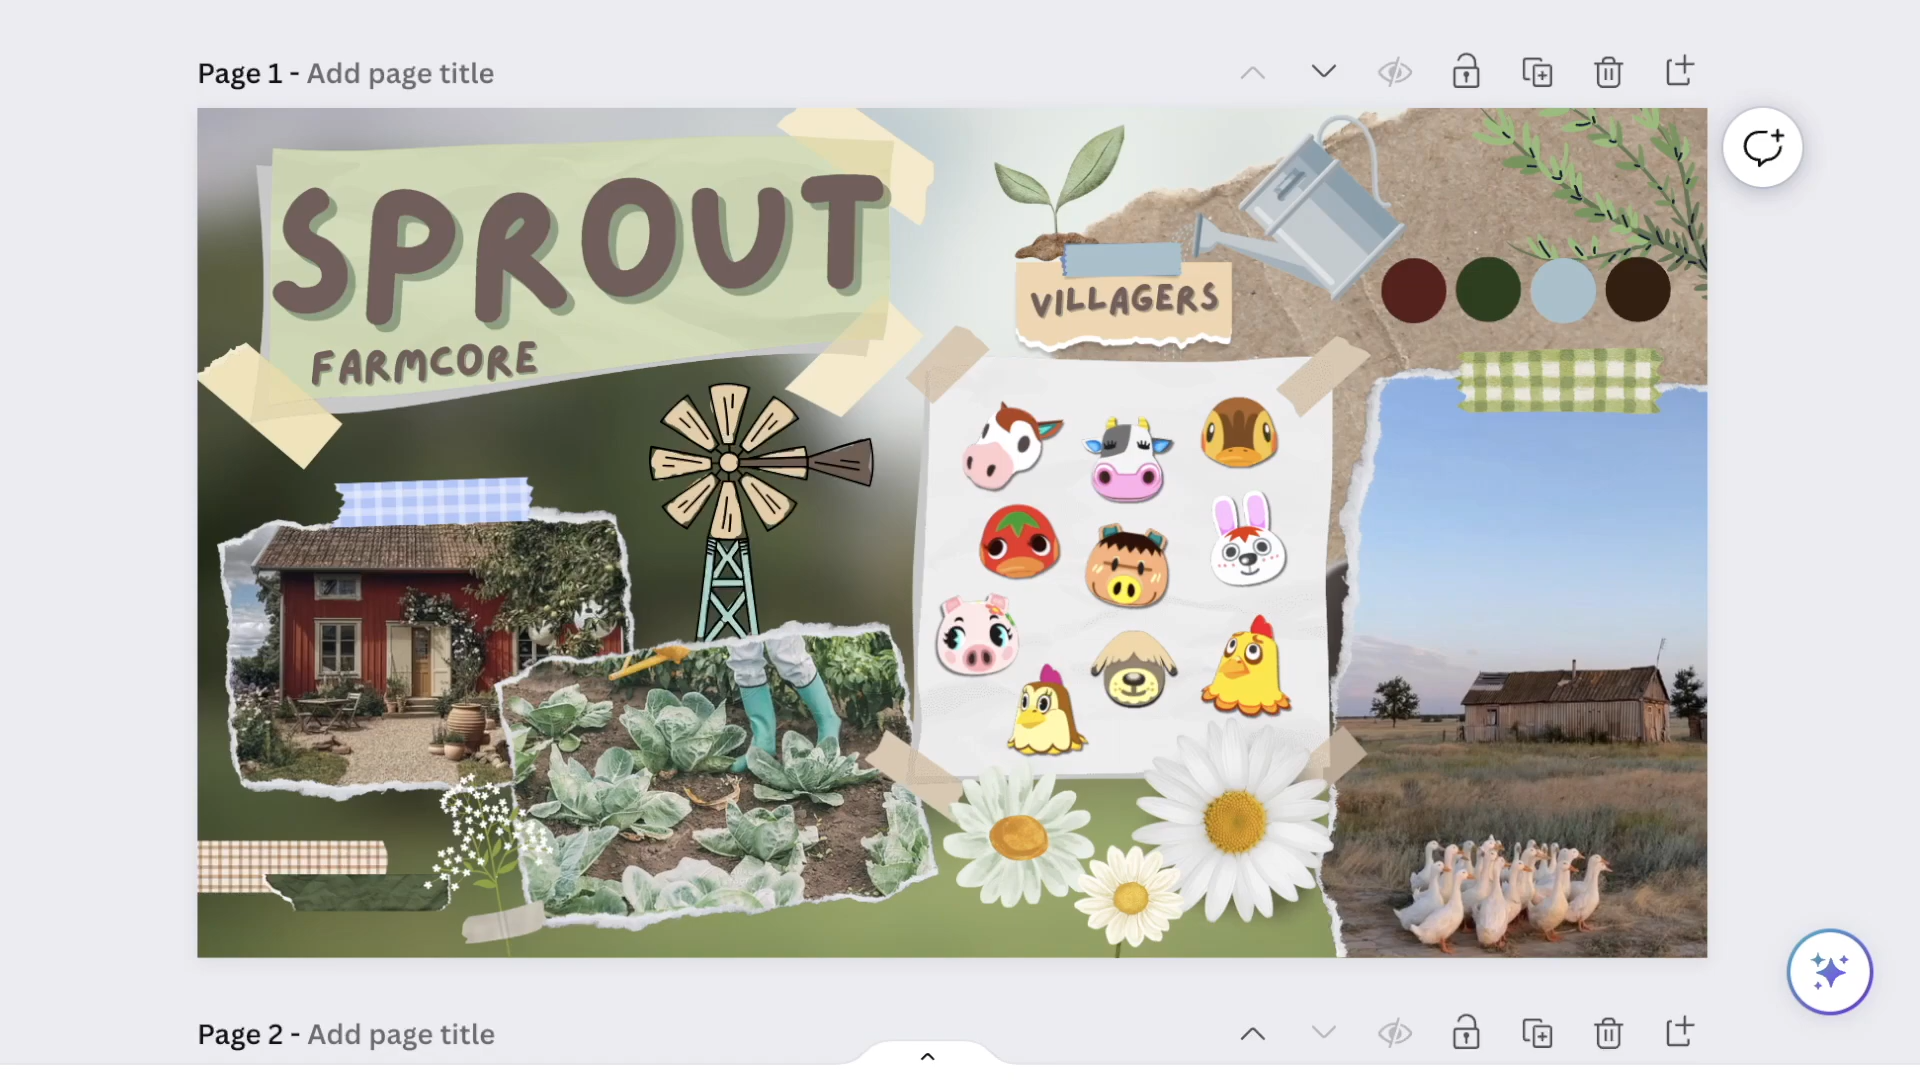 Page 1 - Add page title
SPROUT
FARMCORE
VILLAGERS
Page 2 - Add page title